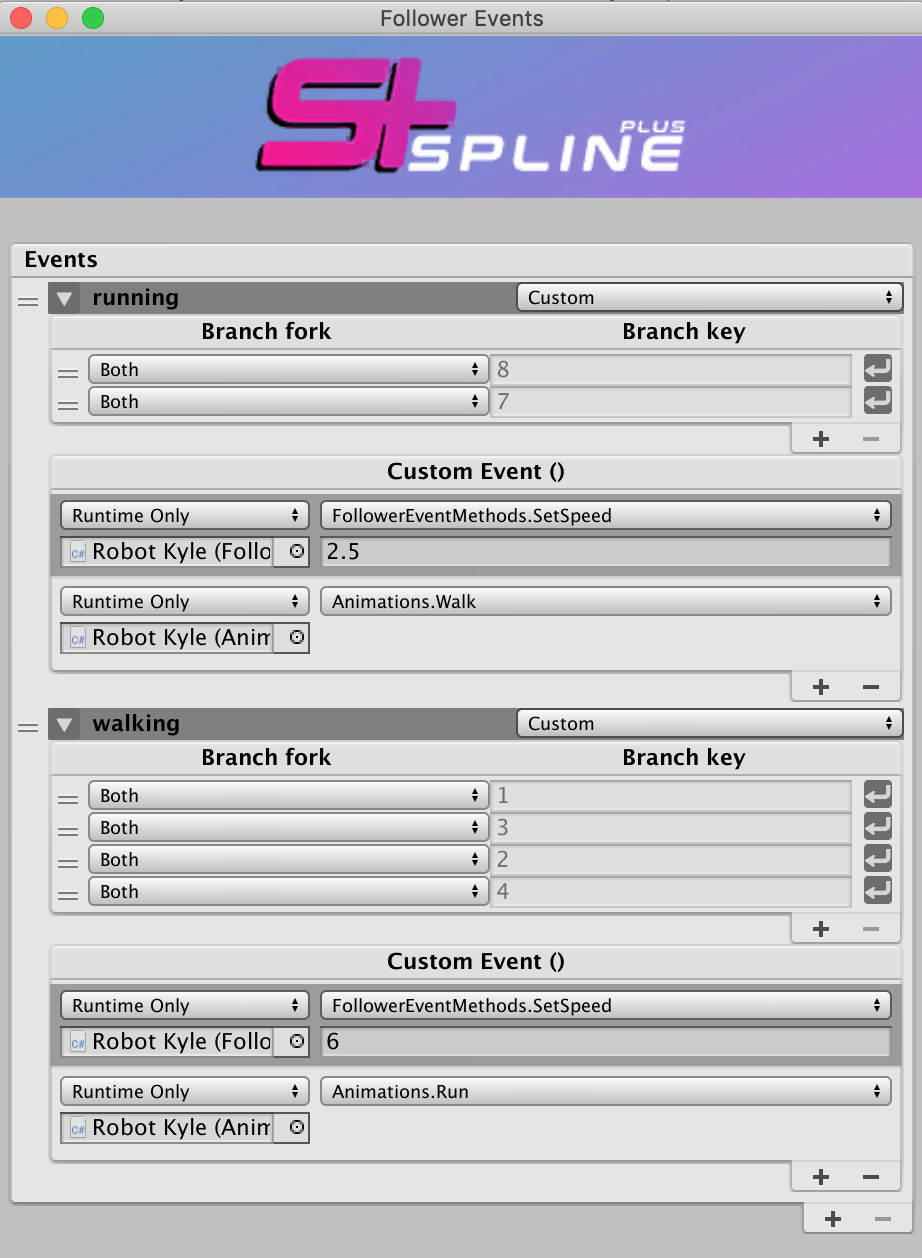 Follower Events
S+ SPLINE PLUS
Events
running Custom
Branch fork Branch key
Both 8
Both 7
+ −
Custom Event ()
Runtime Only FollowerEventMethods.SetSpeed
C# Robot Kyle (Follo 2.5
Runtime Only Animations.Walk
C# Robot Kyle (Anim
+ −
walking Custom
Branch fork Branch key
Both 1
Both 3
Both 2
Both 4
+ −
Custom Event ()
Runtime Only FollowerEventMethods.SetSpeed
C# Robot Kyle (Follo 6
Runtime Only Animations.Run
C# Robot Kyle (Anim
+ −
+ −